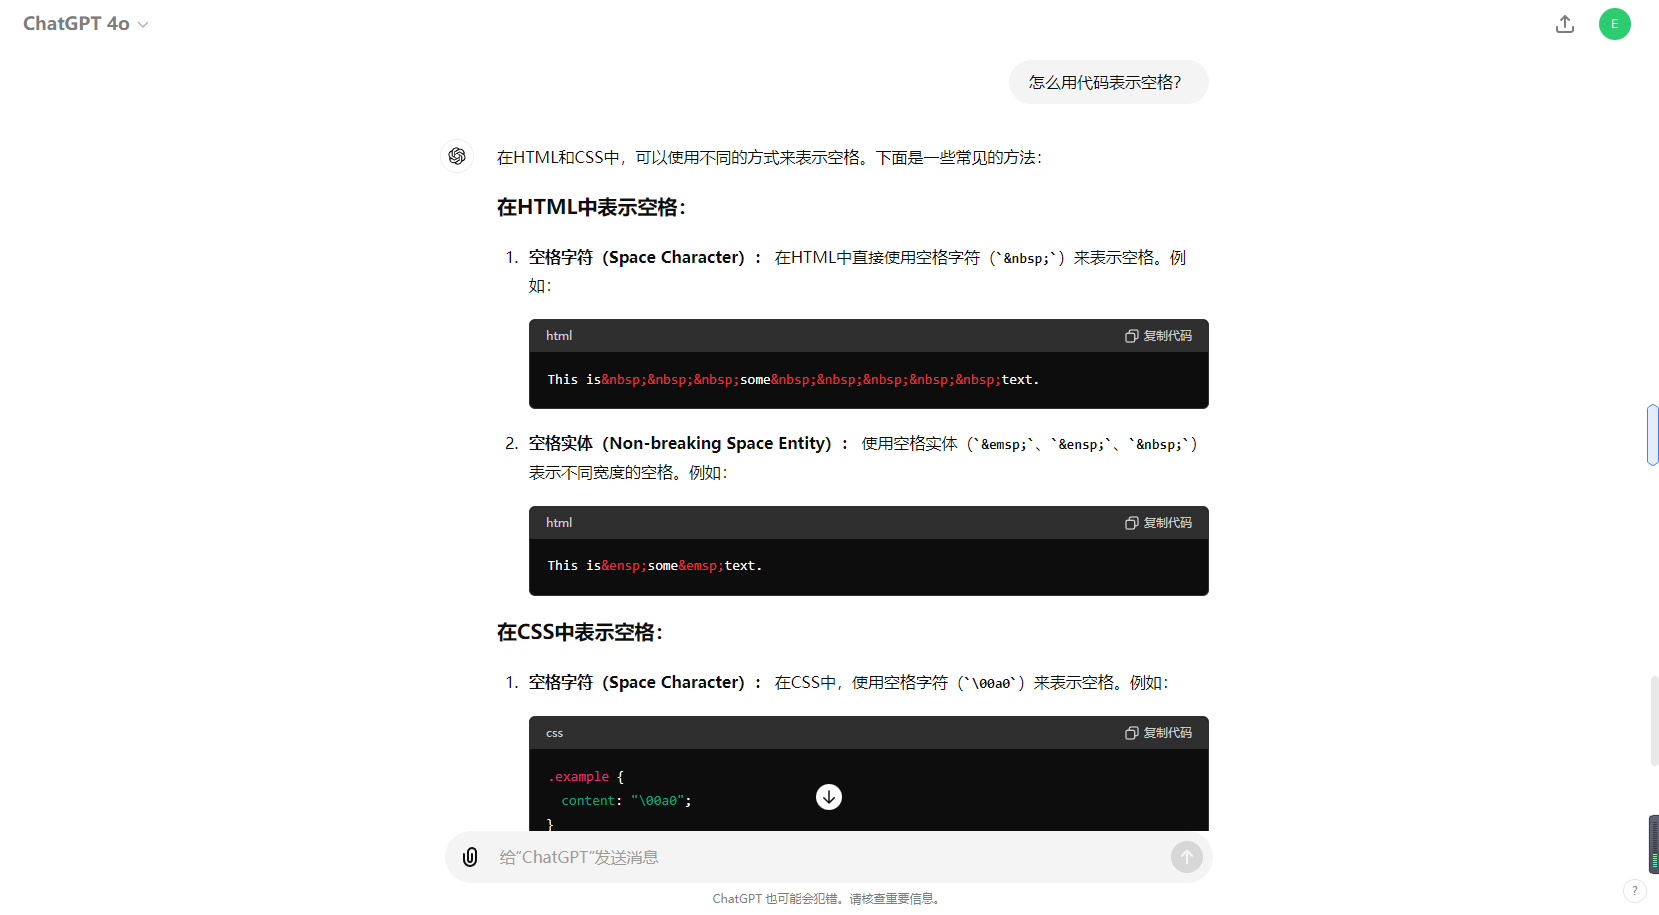 ChatGPT 4o
E
怎么用代码表示空格？
在HTML和CSS中，可以使用不同的方式来表示空格。下面是一些常见的方法：
在HTML中表示空格：
1. 空格字符（Space Character）： 在HTML中直接使用空格字符（`&nbsp;`）来表示空格。例
如：
html
复制代码
This is&nbsp;&nbsp;&nbsp;some&nbsp;&nbsp;&nbsp;&nbsp;&nbsp;text.
2. 空格实体（Non-breaking Space Entity）： 使用空格实体（`&emsp;`、`&ensp;`、`&nbsp;`）
表示不同宽度的空格。例如：
html
复制代码
This is&ensp;some&emsp;text.
在CSS中表示空格：
1. 空格字符（Space Character）： 在CSS中，使用空格字符（`\00a0`）来表示空格。例如：
css
复制代码
.example {
content: "\00a0";
}
给“ChatGPT”发送消息
ChatGPT 也可能会犯错。请核查重要信息。
?